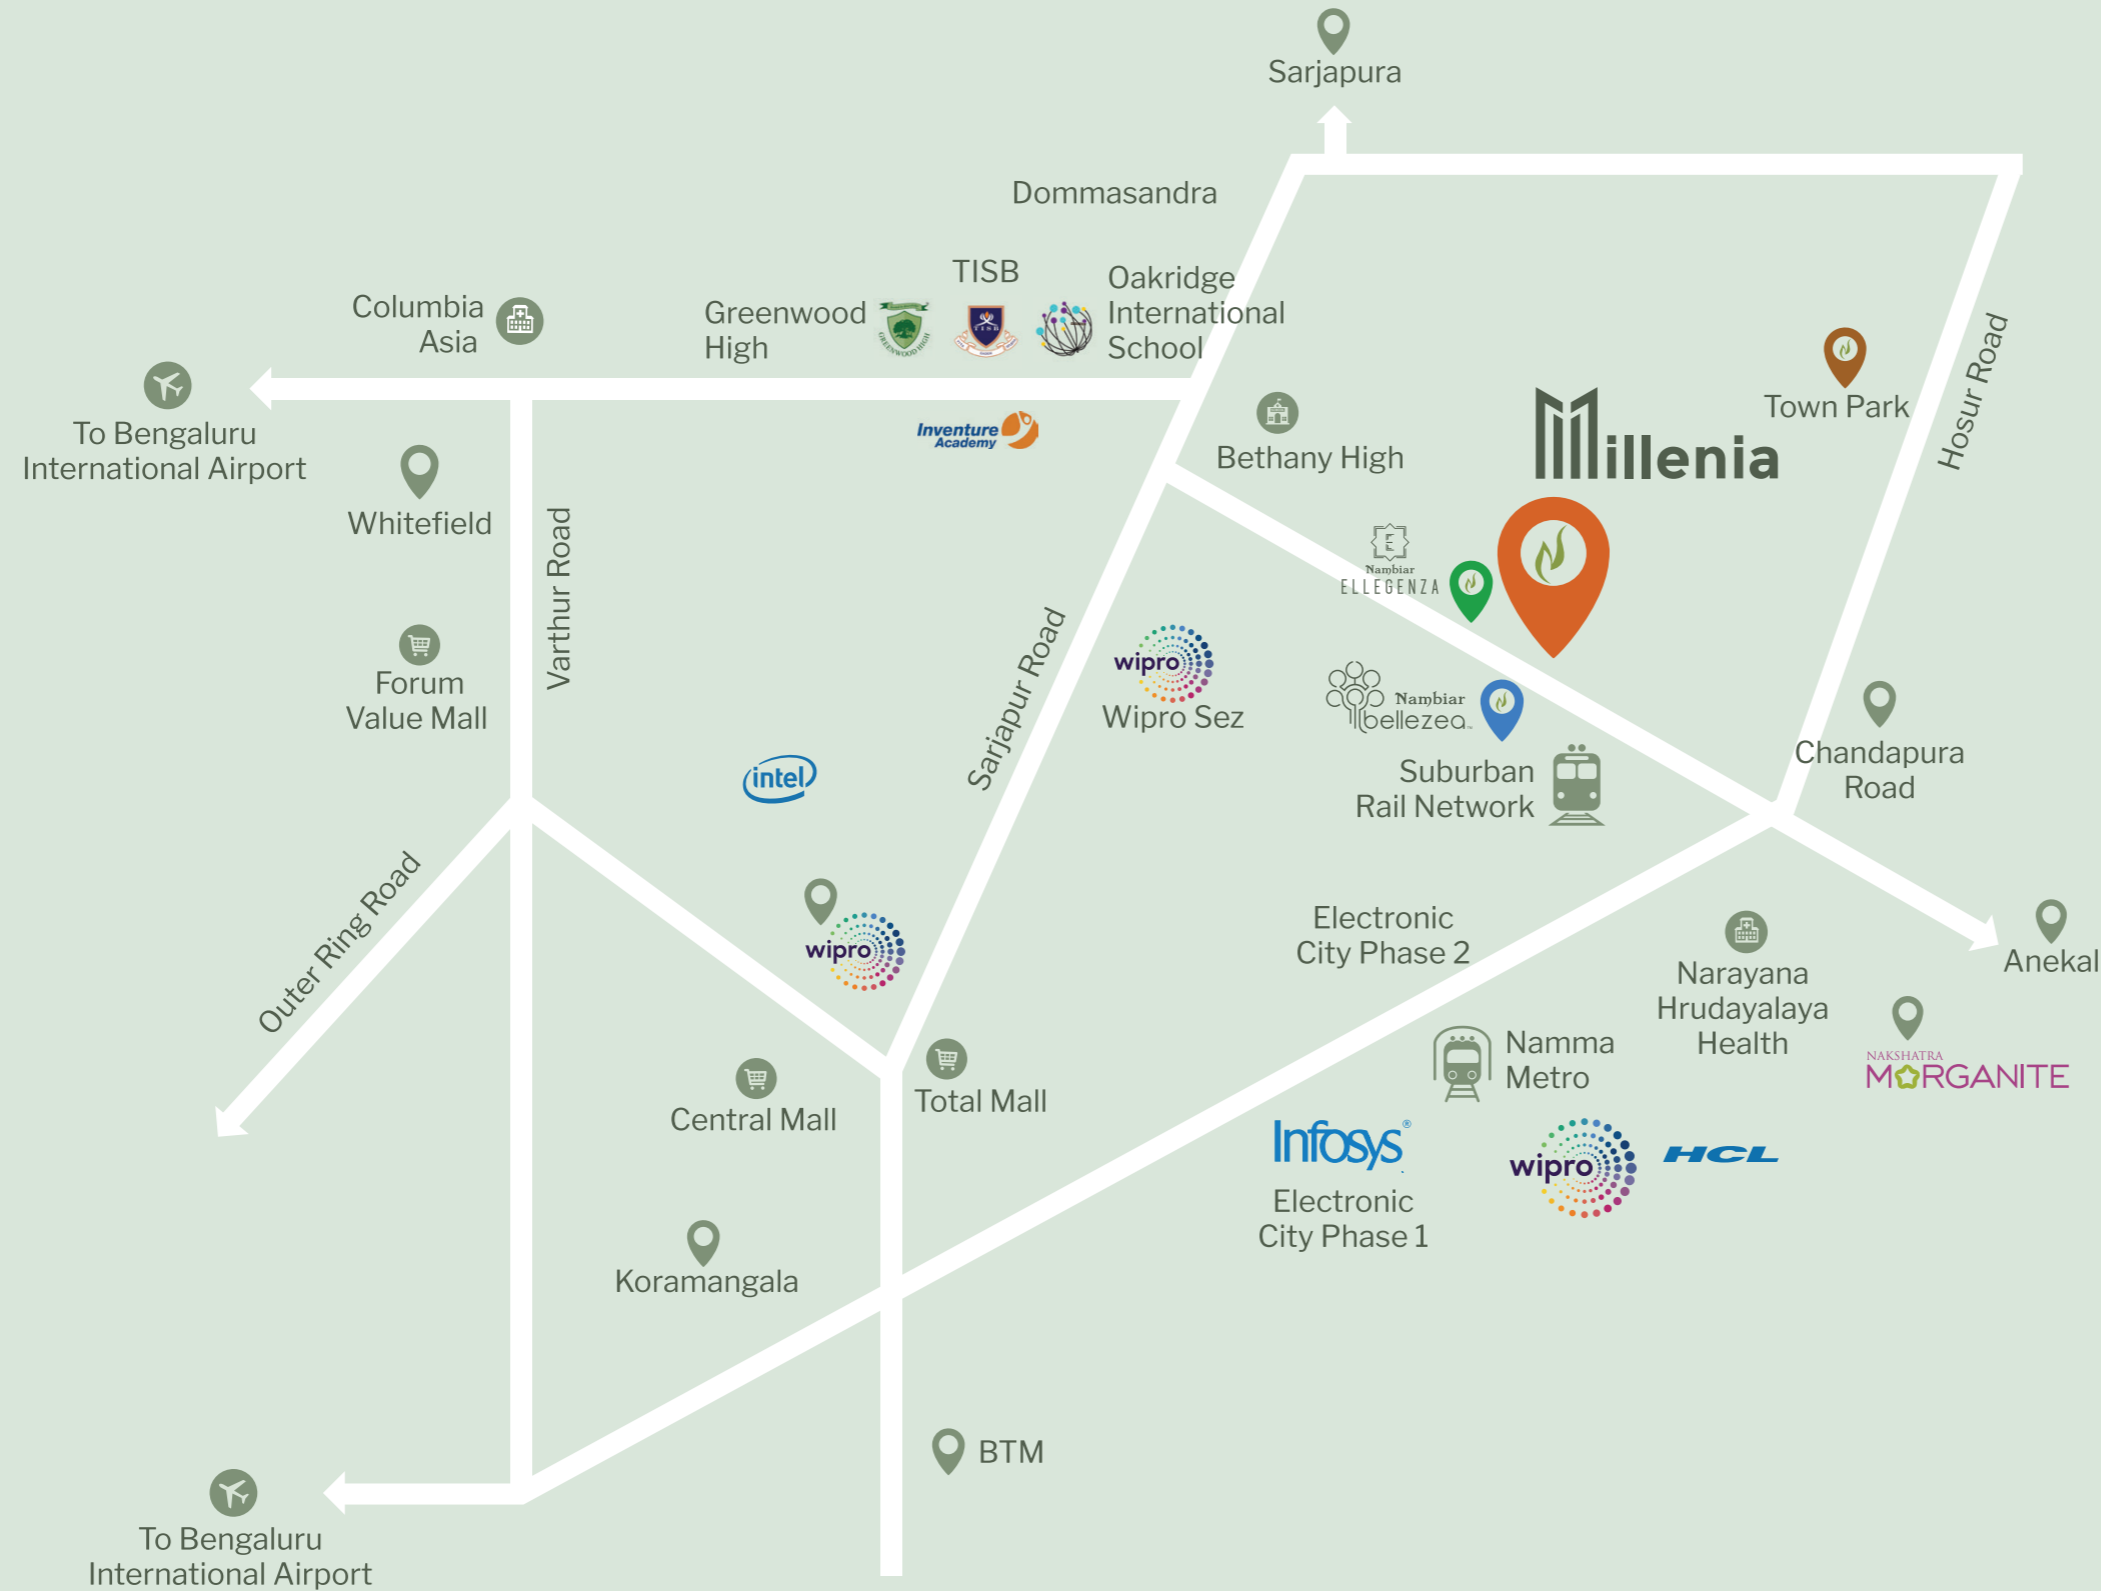 Sarjapura
Dommasandra
TISB
Oakridge
International
School
Greenwood
High
GREENWOOD HIGH
TISB
Columbia
Asia
To Bengaluru
International Airport
Whitefield
Inventure
Academy
Bethany High
Millenia
Town Park
Hosur Road
Varthur Road
E
Nambiar
ELLEGENZA
Forum
Value Mall
Sarjapur Road
wipro
Wipro Sez
Nambiar
bellezea
Suburban
Rail Network
Chandapura
Road
intel
Outer Ring Road
wipro
Electronic
City Phase 2
Narayana
Hrudayalaya
Health
Anekal
NAKSHATRA
MORGANITE
Namma
Metro
Central Mall
Total Mall
Infosys®
Electronic
City Phase 1
wipro
HCL
Koramangala
BTM
To Bengaluru
International Airport